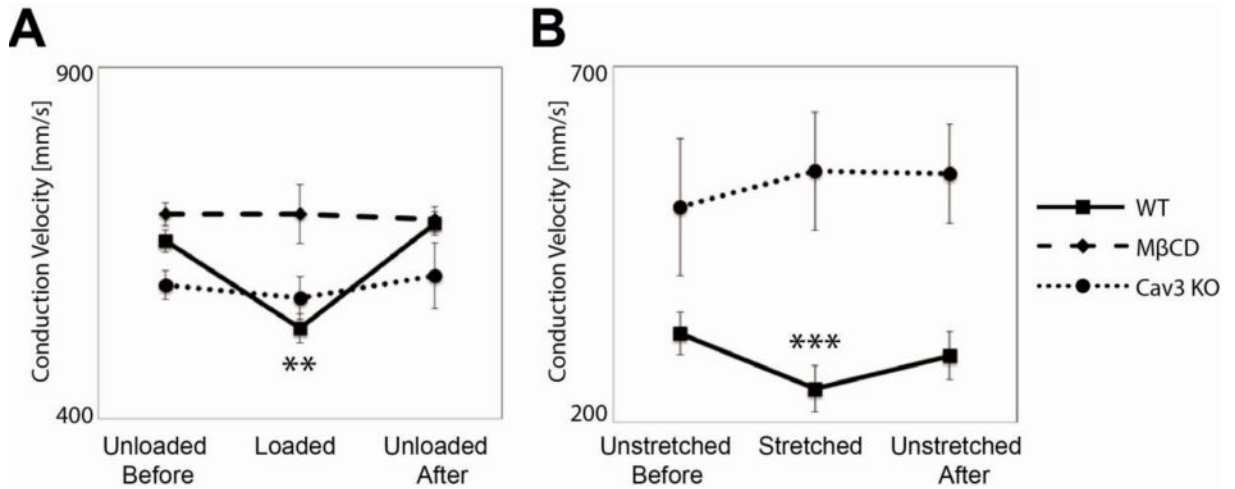 A
B
900
400
Conduction Velocity [mm/s]
**
Unloaded
Before
Loaded
Unloaded
After
700
200
Conduction Velocity [mm/s]
***
Unstretched
Before
Stretched
Unstretched
After
WT
MβCD
Cav3 KO